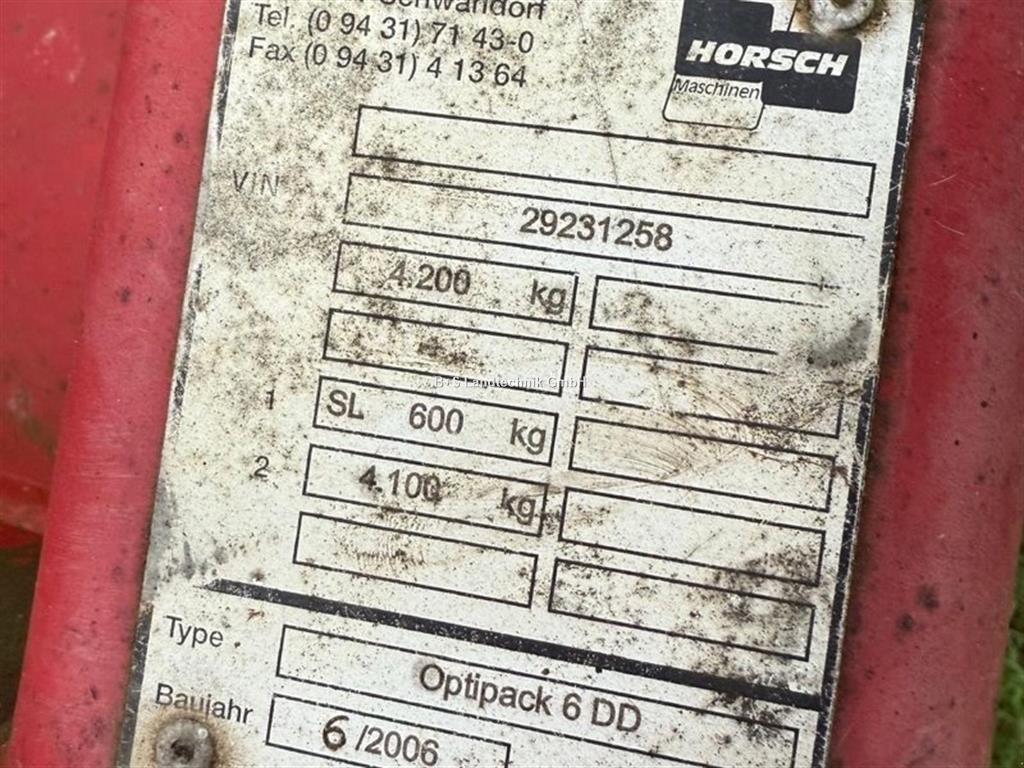 Schwandorf
Tel. (0 94 31) 71 43-0
Fax (0 94 31) 4 13 64
HORSCH
Maschinen
VIN 29231258
4.200 kg
B+S Landtechnik GmbH
1 SL 600 kg
2 4.100 kg
Type Optipack 6 DD
Baujahr 6/2006